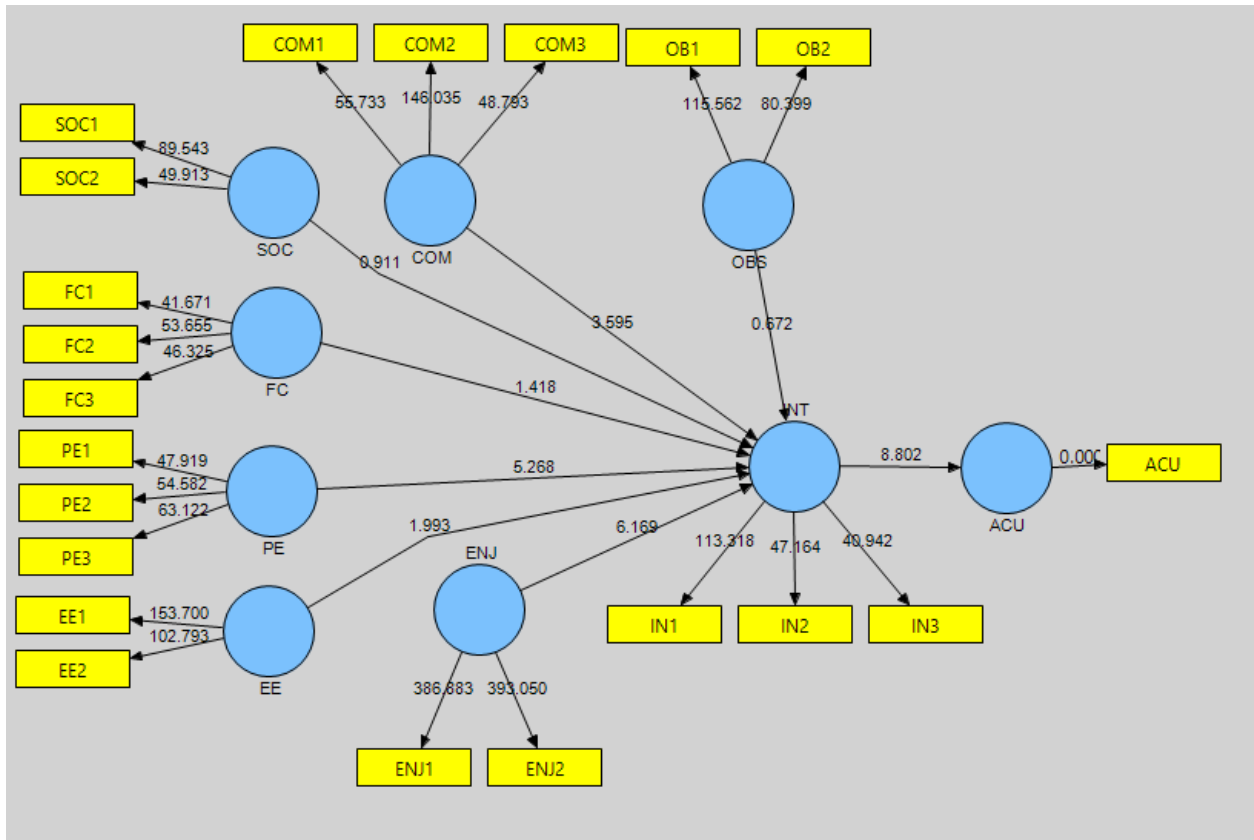 COM1
COM2
COM3
OB1
OB2
55.733
146.035
48.793
115.562
80.399
SOC1
89.543
SOC2
49.913
SOC
COM
OBS
0.911
FC1
41.671
FC2
53.655
46.325
FC3
FC
3.595
0.672
1.418
INT
PE1
47.919
PE2
54.582
63.122
PE3
PE
5.268
8.802
0.000
ACU
ACU
1.993
ENJ
6.169
113.318
47.164
40.942
EE1
153.700
102.793
EE2
EE
IN1
IN2
IN3
386.883
393.050
ENJ1
ENJ2